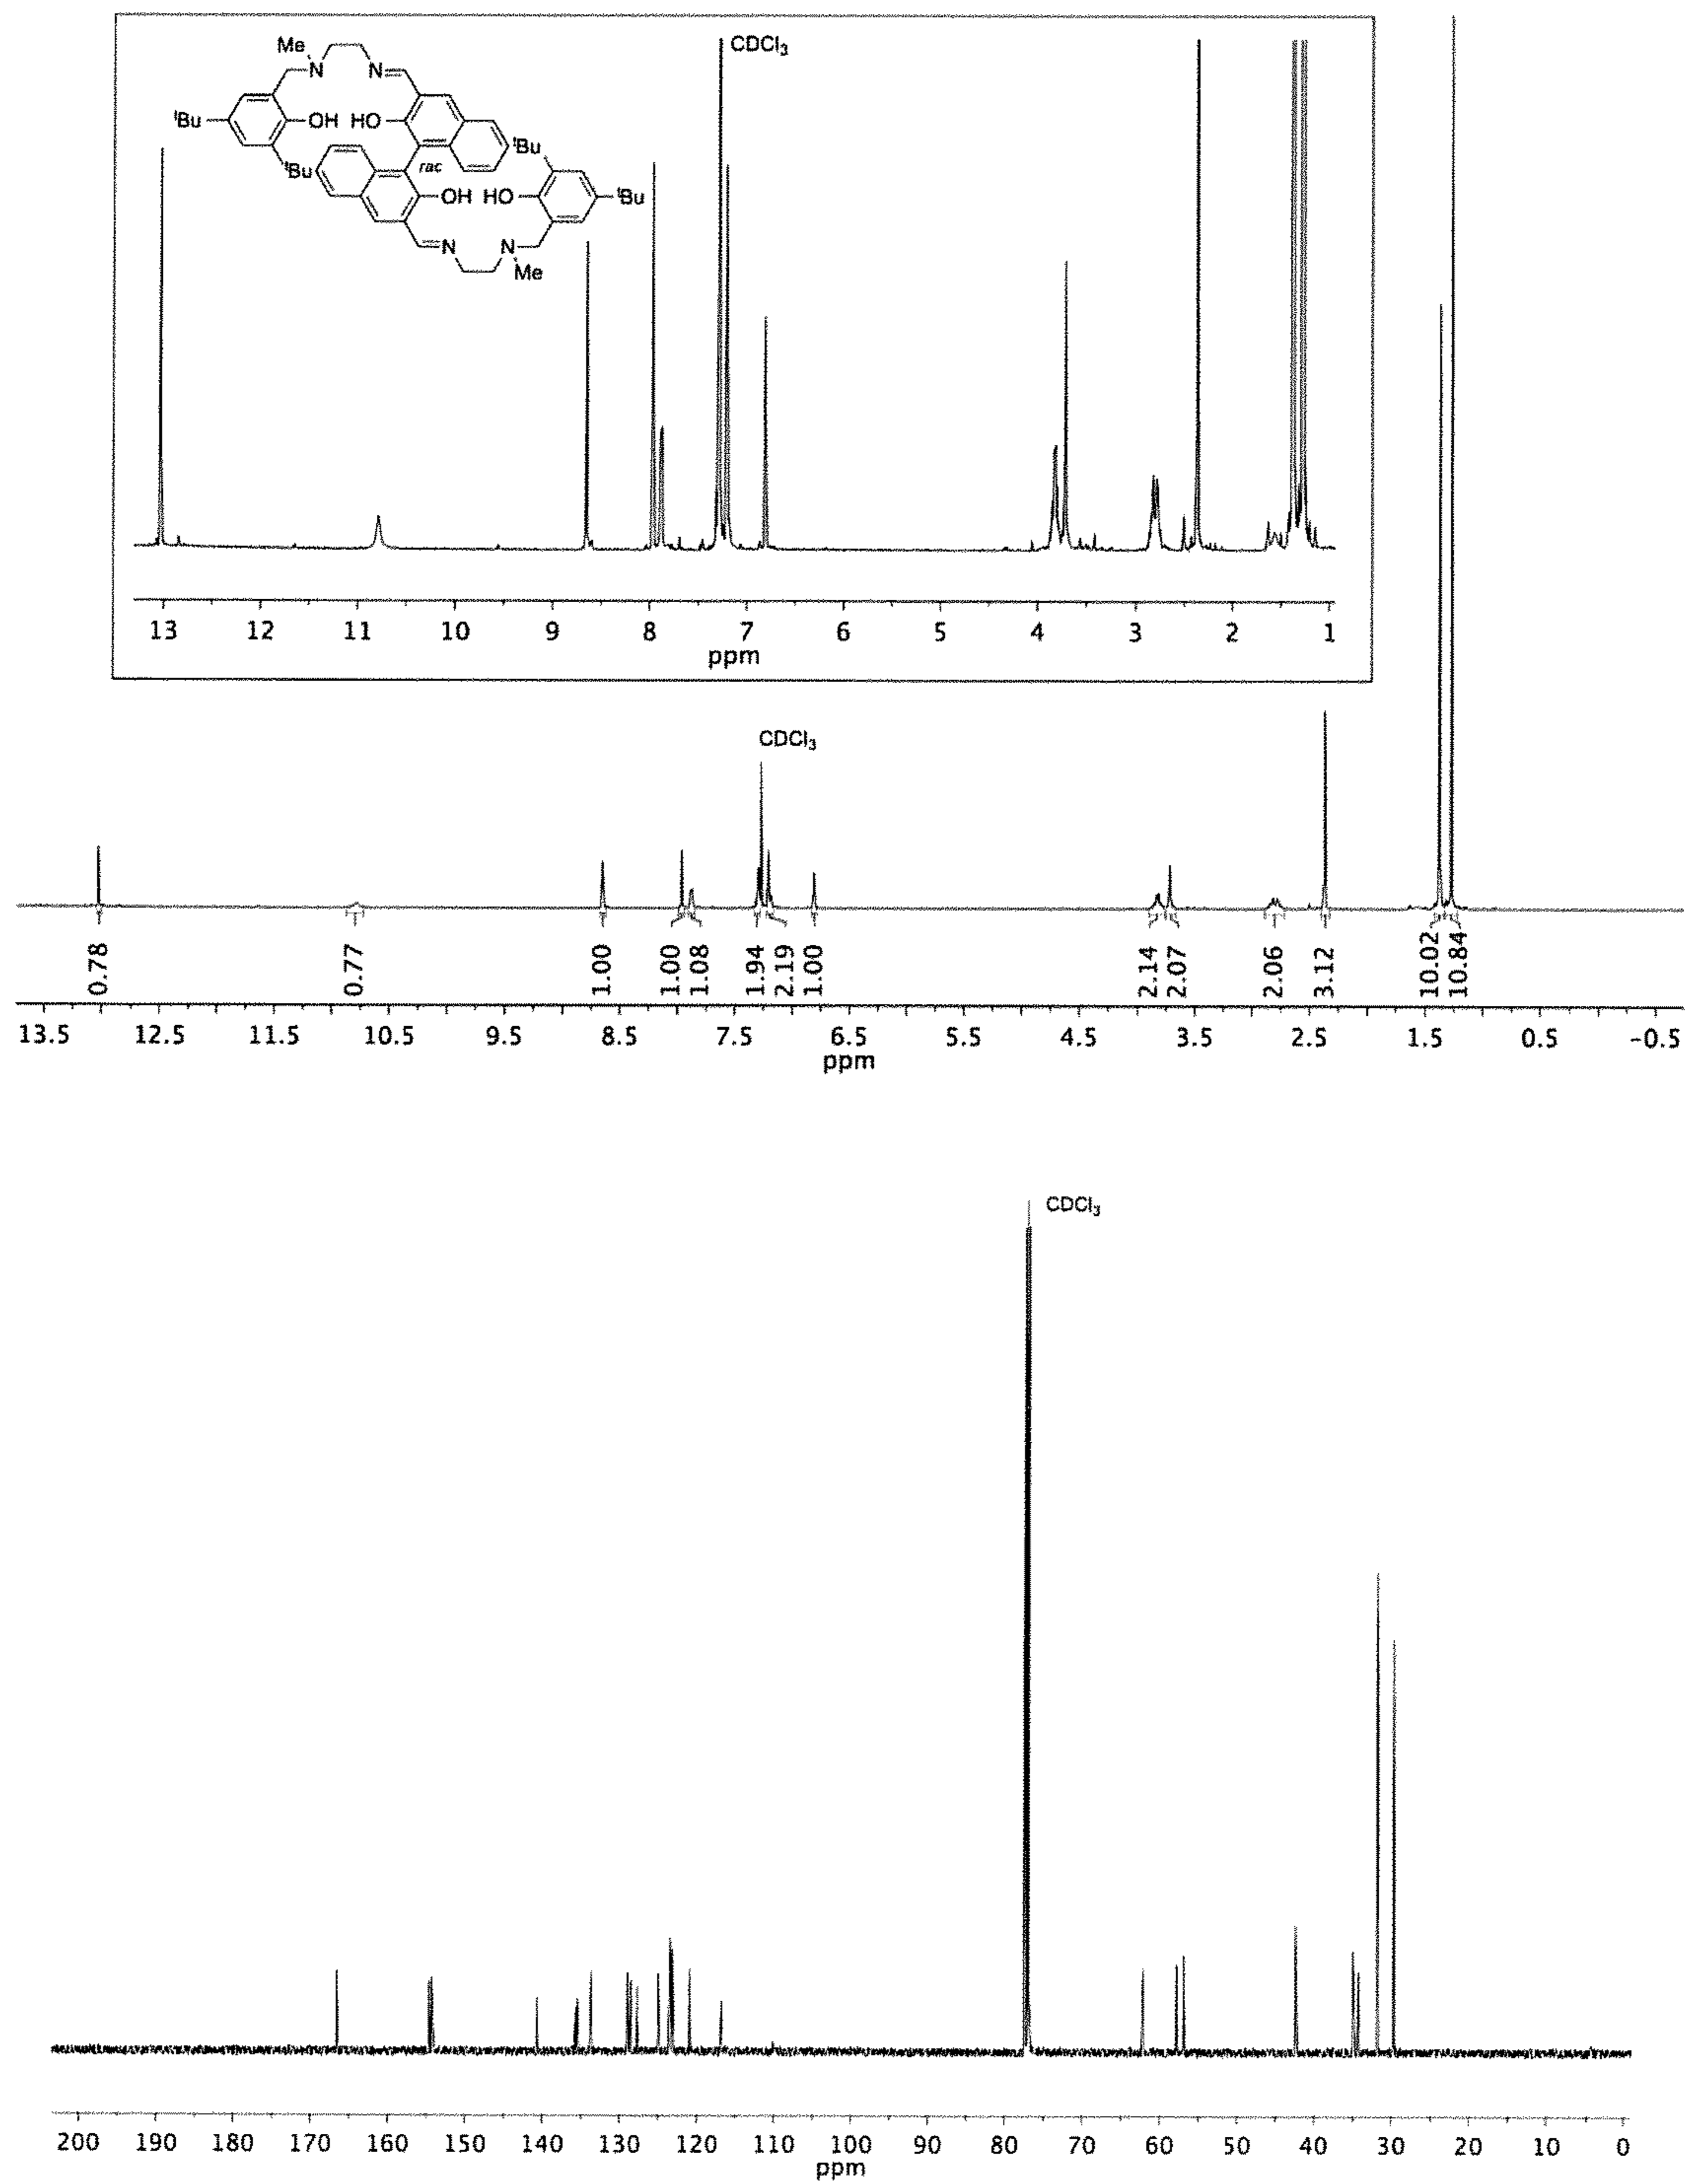 Me
CDCl3
N
N
tBu
OH HO
tBu
tBu
rac
OH HO
tBu
N
N
Me
13 12 11 10 9 8 7 6 5 4 3 2 1
ppm
CDCl3
0.78 0.77 1.00 1.00 1.08 1.94 2.19 1.00 2.14 2.07 2.06 3.12 10.02 10.84
13.5 12.5 11.5 10.5 9.5 8.5 7.5 6.5 5.5 4.5 3.5 2.5 1.5 0.5 -0.5
ppm
CDCl3
200 190 180 170 160 150 140 130 120 110 100 90 80 70 60 50 40 30 20 10 0
ppm